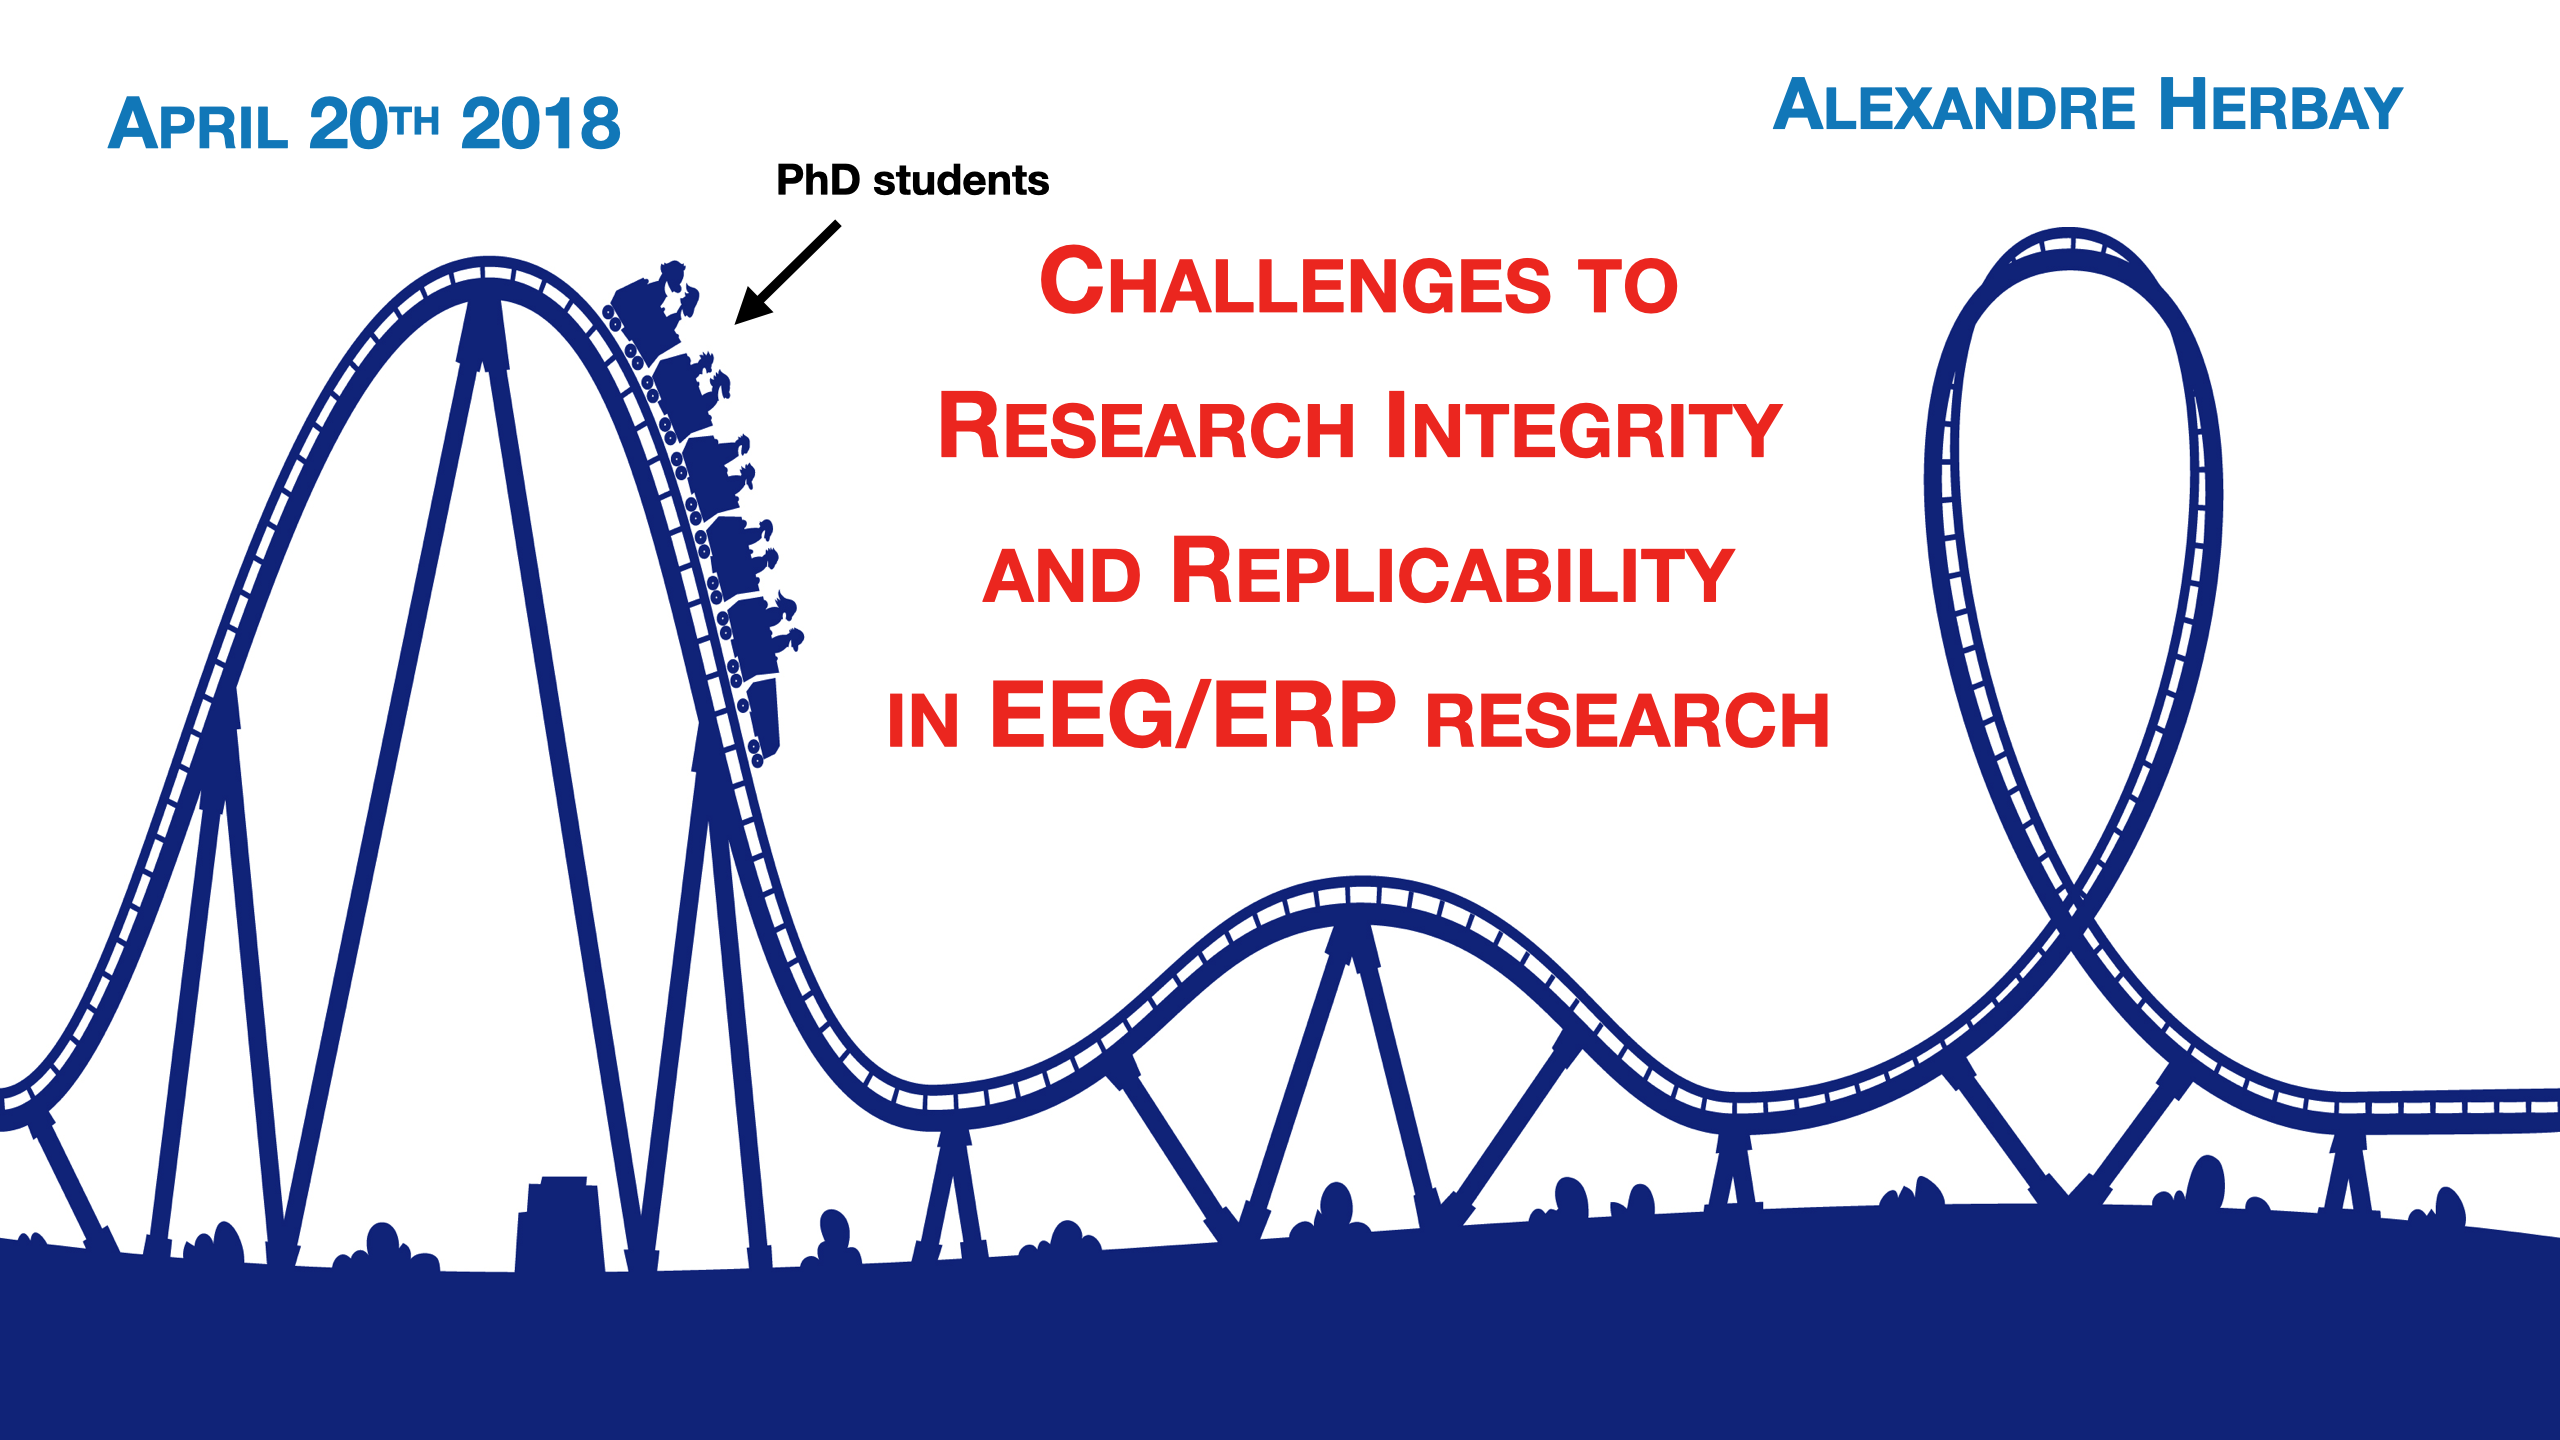 APRIL 20TH 2018
ALEXANDRE HERBAY
PhD students
CHALLENGES TO
RESEARCH INTEGRITY
AND REPLICABILITY
IN EEG/ERP RESEARCH